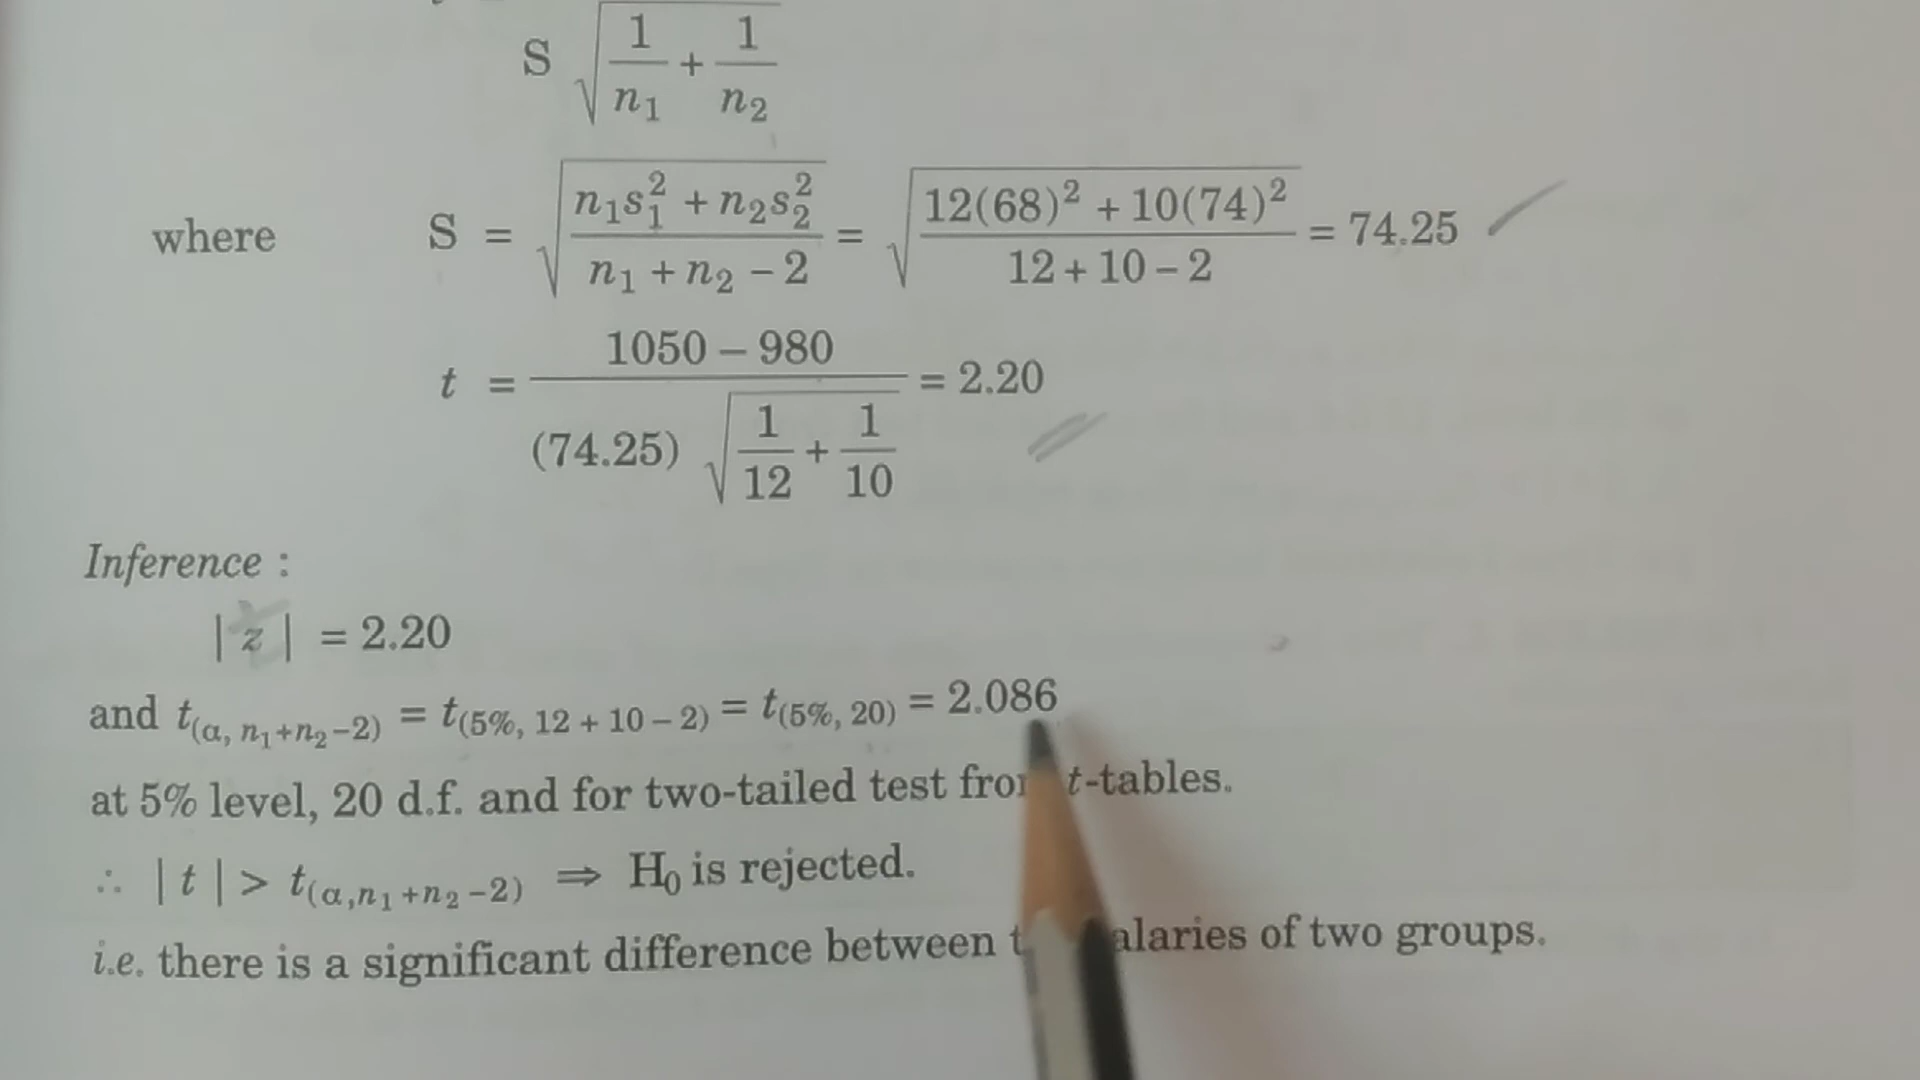 S √(1/n₁ + 1/n₂)
where S = √((n₁s₁² + n₂s₂²)/(n₁ + n₂ – 2)) = √((12(68)² + 10(74)²)/(12 + 10 – 2)) = 74.25
t = (1050 – 980)/((74.25) √(1/12 + 1/10)) = 2.20
Inference :
| z | = 2.20
and t(α, n₁+n₂–2) = t(5%, 12 + 10 – 2) = t(5%, 20) = 2.086
at 5% level, 20 d.f. and for two-tailed test t-tables.
∴ | t | > t(α,n₁+n₂–2) ⇒ H₀ is rejected.
i.e. there is a significant difference between of two groups.